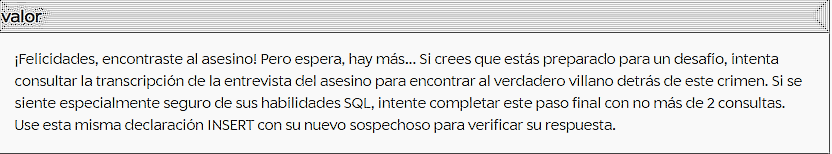 valor
¡Felicidades, encontraste al asesino! Pero espera, hay más... Si crees que estás preparado para un desafío, intenta
consultar la transcripción de la entrevista del asesino para encontrar al verdadero villano detrás de este crimen. Si se
siente especialmente seguro de sus habilidades SQL, intente completar este paso final con no más de 2 consultas.
Use esta misma declaración INSERT con su nuevo sospechoso para verificar su respuesta.